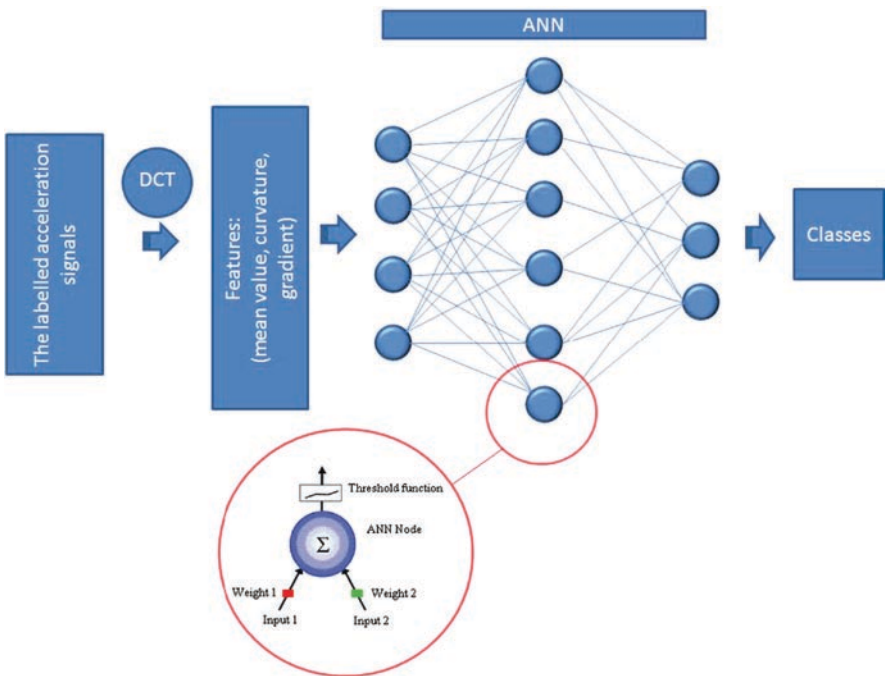 ANN
The labelled acceleration
signals
DCT
Features:
(mean value, curvature,
gradient)
Classes
Threshold function
ANN Node
Σ
Weight 1
Weight 2
Input 1
Input 2